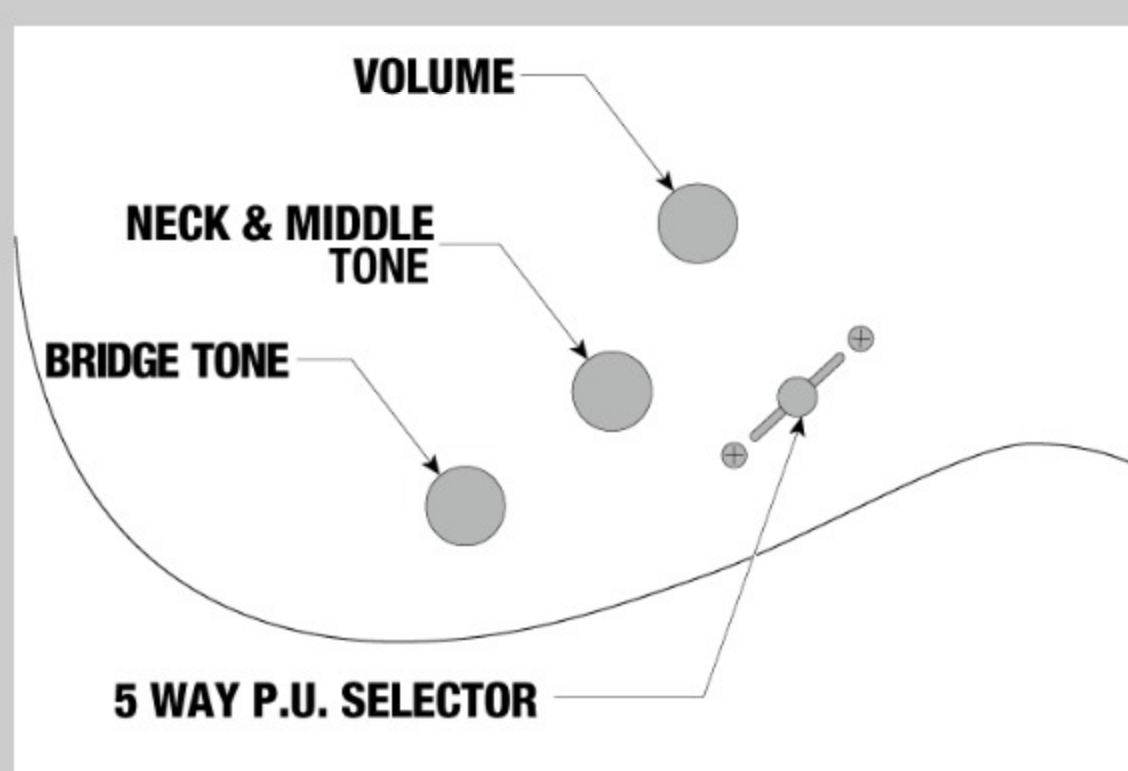 VOLUME
NECK & MIDDLE
TONE
BRIDGE TONE
5 WAY P.U. SELECTOR